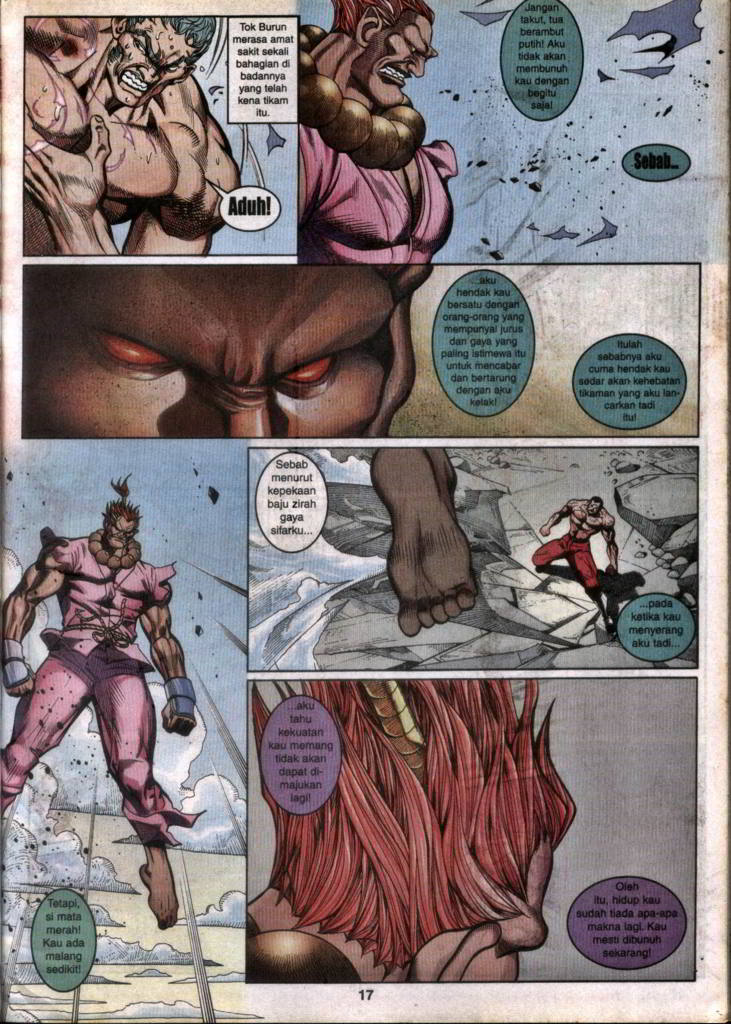 Tok Burun
merasa amat
sakit sekali
bahagian di
badannya
yang telah
kena tikam
itu.
Aduh!
Jangan
takut, tua
berambut
putih! Aku
tidak akan
membunuh
kau dengan
begitu
saja!
Sebab...
...aku
hendak kau
bersatu dengan
orang-orang yang
mempunyai jurus
dan gaya yang
paling istimewa itu
untuk mencabar
dan bertarung
dengan aku
kelak!
Itulah
sebabnya aku
cuma hendak kau
sedar akan kehebatan
tikaman yang aku lan-
carkan tadi
itu!
Tetapi,
si mata
merah!
Kau ada
malang
sedikit!
Sebab
menurut
kepekaan
baju zirah
gaya
sifarku...
...pada
ketika kau
menyerang
aku tadi...
...aku
tahu
kekuatan
kau memang
tidak akan
dapat di-
majukan
lagi!
Oleh
itu, hidup kau
sudah tiada apa-apa
makna lagi. Kau
mesti dibunuh
sekarang!
17